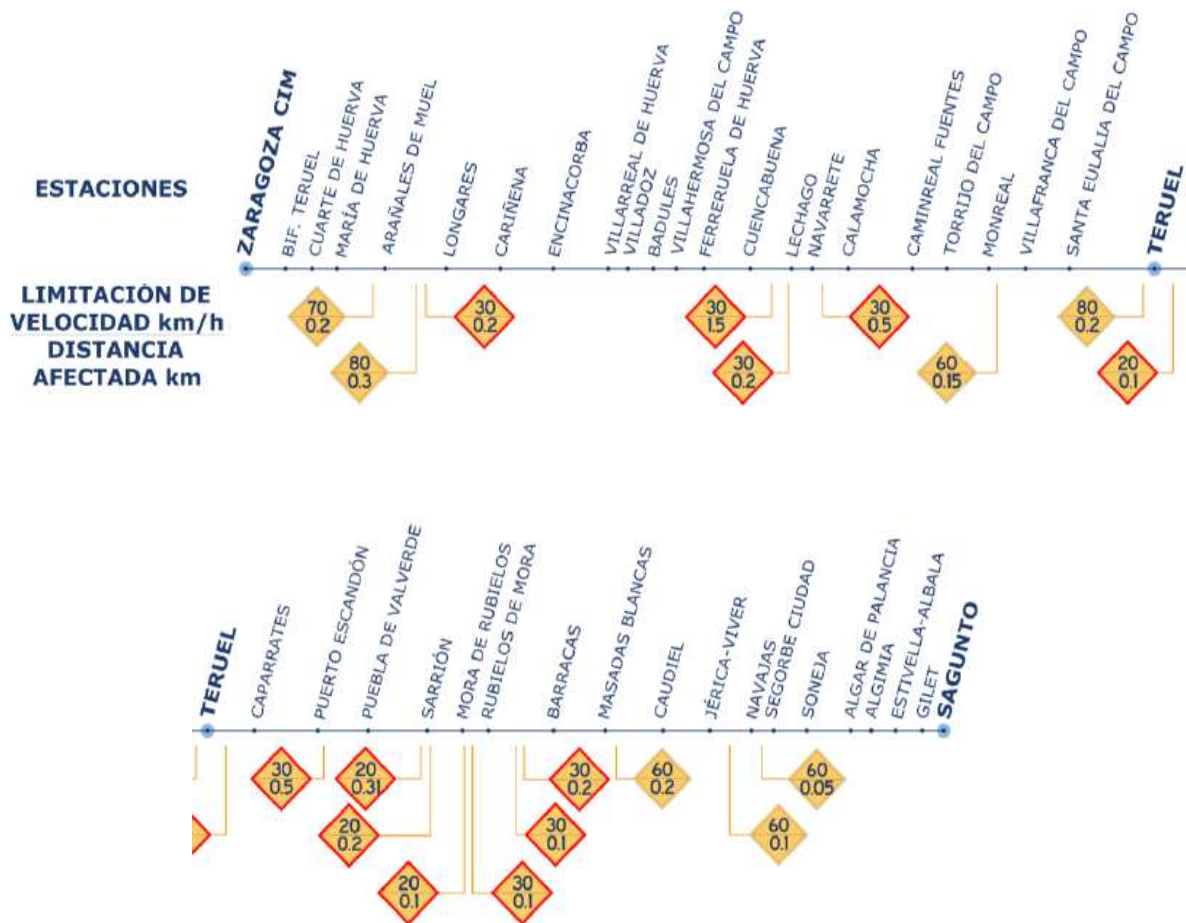 ESTACIONES
ZARAGOZA CIM
BIF. TERUEL
CUARTE DE HUERVA
MARÍA DE HUERVA
ARAÑALES DE MUEL
LONGARES
CARIÑENA
ENCINACORBA
VILLARREAL DE HUERVA
VILLADOZ
BADULES
VILLAHERMOSA DEL CAMPO
FERRERUELA DE HUERVA
CUENCABUENA
LECHAGO
NAVARRETE
CALAMOCHA
CAMINREAL FUENTES
TORRIJO DEL CAMPO
MONREAL
VILLAFRANCA DEL CAMPO
SANTA EULALIA DEL CAMPO
TERUEL
LIMITACIÓN DE
VELOCIDAD km/h
DISTANCIA
AFECTADA km
70
0.2
80
0.3
30
0.2
30
1.5
30
0.2
30
0.5
60
0.15
80
0.2
20
0.1
TERUEL
CAPARRATES
PUERTO ESCANDÓN
PUEBLA DE VALVERDE
SARRIÓN
MORA DE RUBIELOS
RUBIELOS DE MORA
BARRACAS
MASADAS BLANCAS
CAUDIEL
JÉRICA-VIVER
NAVAJAS
SEGORBE CIUDAD
SONEJA
ALGAR DE PALANCIA
ALGIMIA
ESTIVELLA-ALBALA
GILET
SAGUNTO
30
0.5
20
0.31
20
0.2
20
0.1
30
0.1
30
0.1
30
0.2
60
0.2
60
0.1
60
0.05